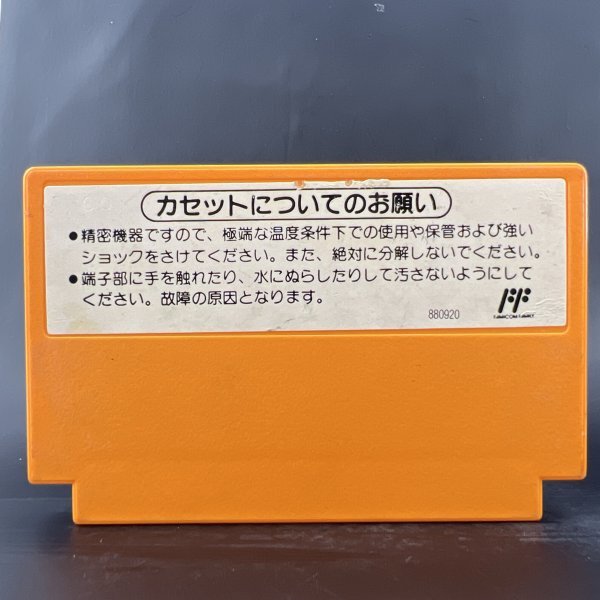 カセットについてのお願い
●精密機器ですので、極端な温度条件下での使用や保管および強い
ショックをさけてください。また、絶対に分解しないでください。
●端子部に手を触れたり、水にぬらしたりして汚さないようにして
ください。故障の原因となります。
880920
FAMICOM FAMILY